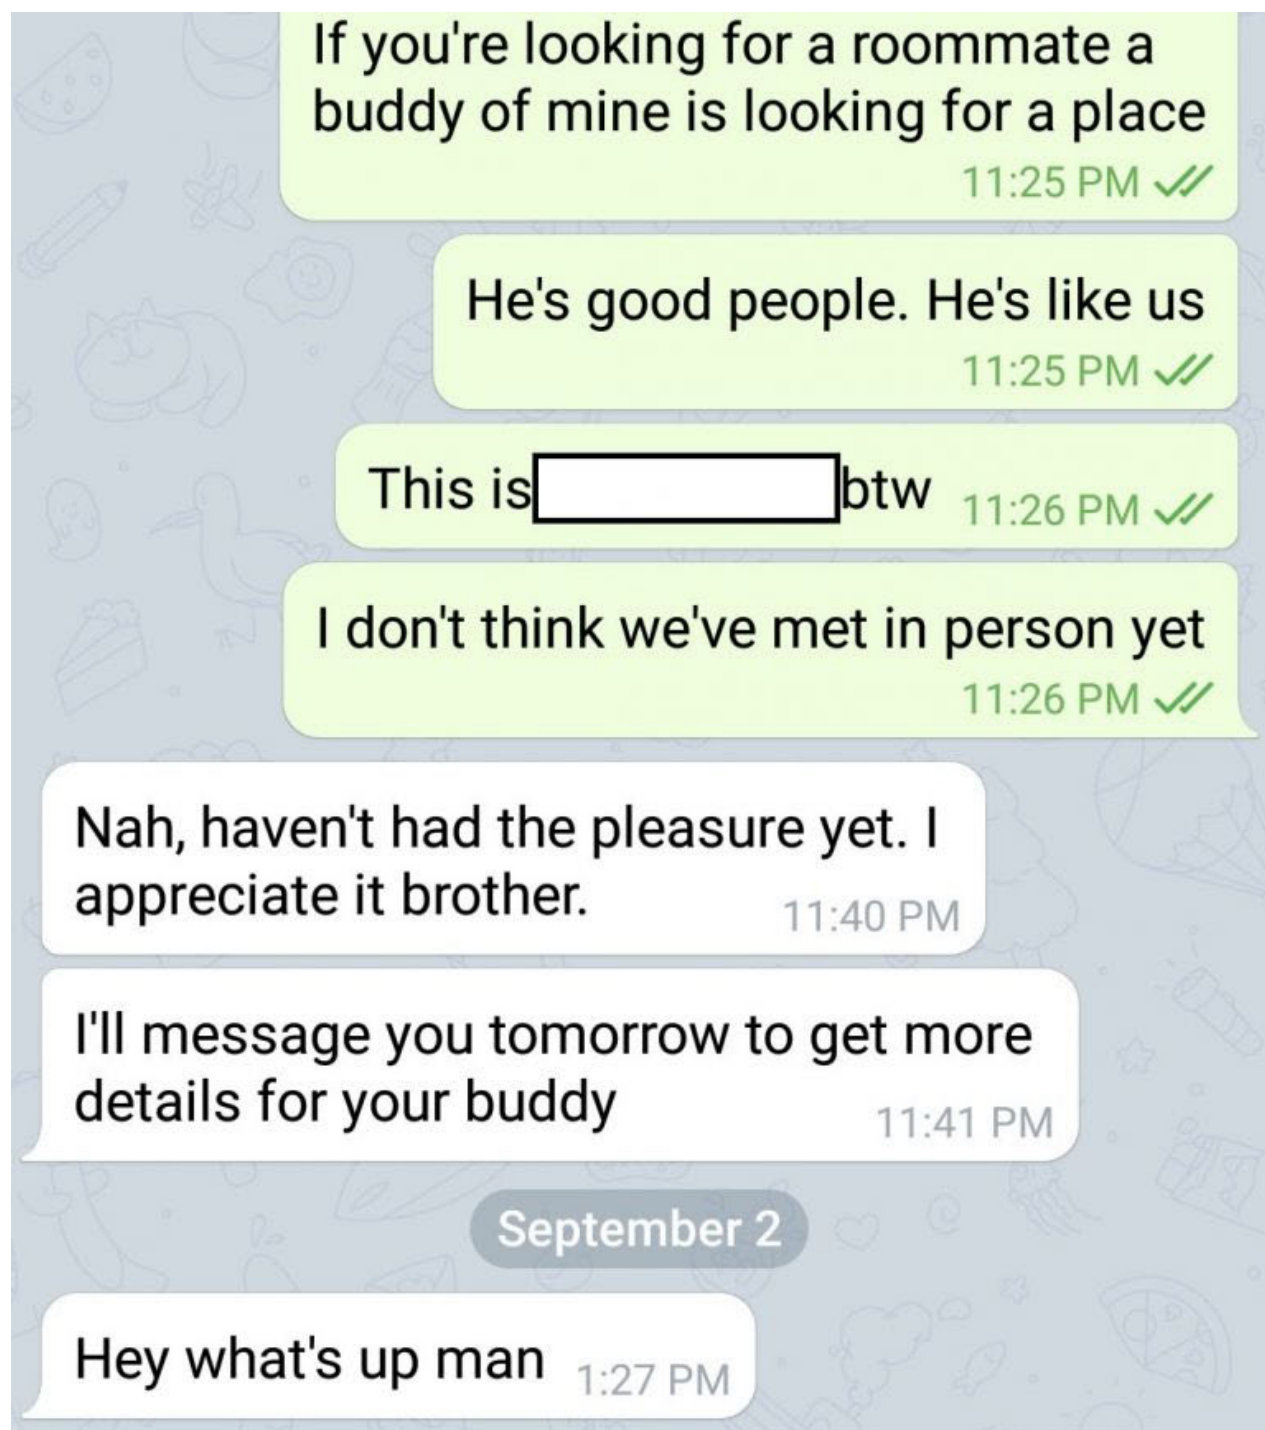 If you're looking for a roommate a
buddy of mine is looking for a place
11:25 PM
He's good people. He's like us
11:25 PM
This is btw 11:26 PM
I don't think we've met in person yet
11:26 PM
Nah, haven't had the pleasure yet. I
appreciate it brother. 11:40 PM
I'll message you tomorrow to get more
details for your buddy 11:41 PM
September 2
Hey what's up man 1:27 PM